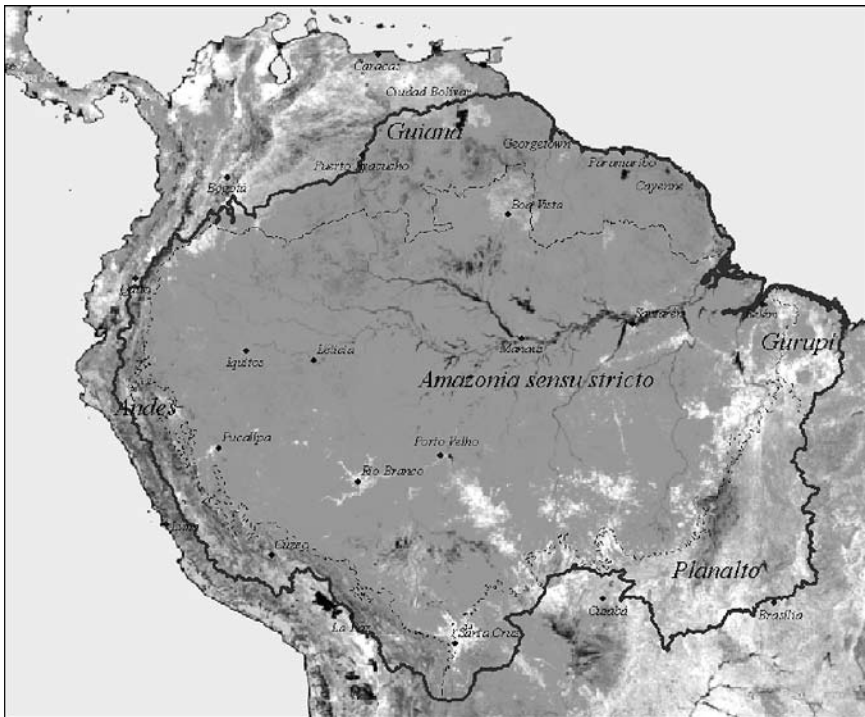 Caracas
Ciudad Bolívar
Guiana
Georgetown
Puerto Ayacucho
Paramaribo
Cayenne
Bogotá
Boa Vista
Santarém
Belém
Manaus
Gurupi
Iquitos
Leticia
Amazonia sensu stricto
Andes
Pucallpa
Porto Velho
Rio Branco
Lima
Cuzco
Planalto
Cuiabá
Brasília
La Paz
Santa Cruz